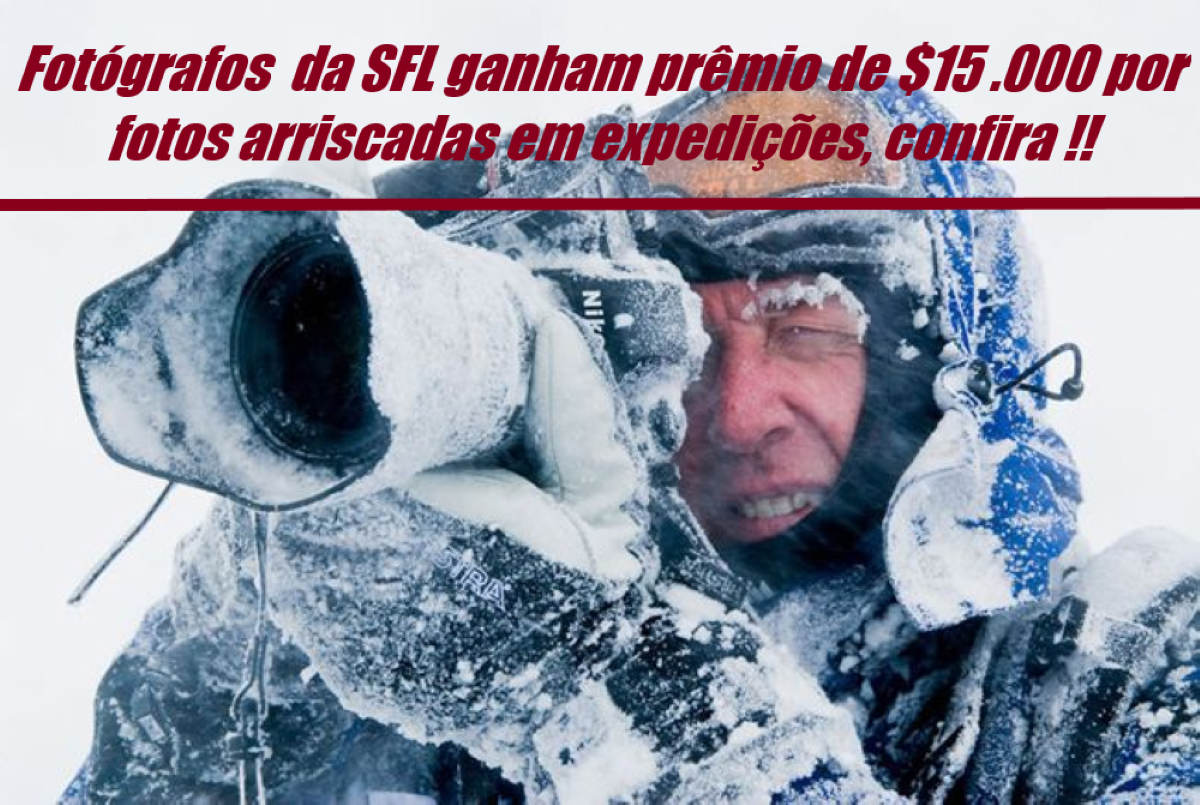 Fotógrafos da SFL ganham prêmio de $15 .000 por
fotos arriscadas em expedições, confira !!